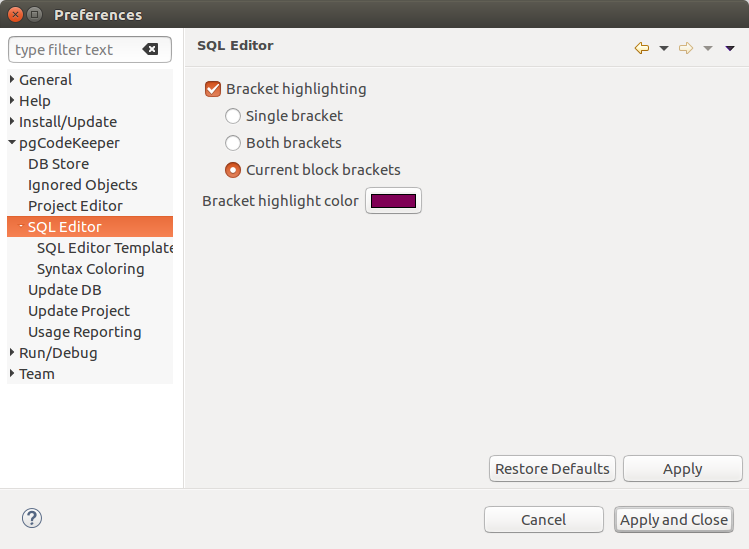 Preferences
type filter text
SQL Editor
General
Help
Install/Update
pgCodeKeeper
DB Store
Ignored Objects
Project Editor
SQL Editor
SQL Editor Template
Syntax Coloring
Update DB
Update Project
Usage Reporting
Run/Debug
Team
Bracket highlighting
Single bracket
Both brackets
Current block brackets
Bracket highlight color
Restore Defaults Apply
? Cancel Apply and Close